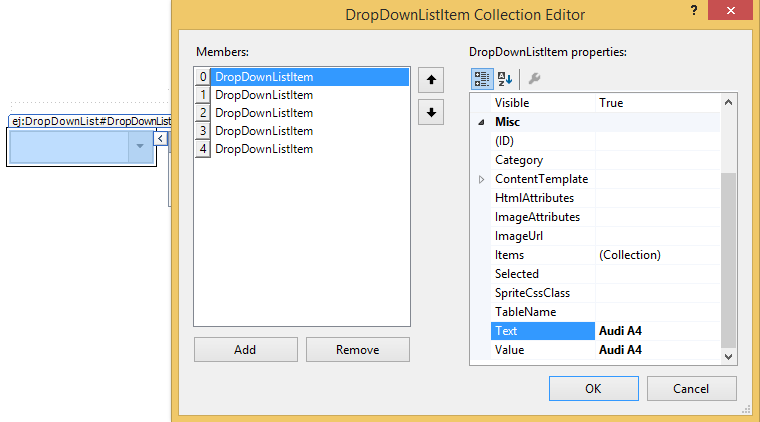 DropDownListItem Collection Editor
?
Members:
0 DropDownListItem
1 DropDownListItem
2 DropDownListItem
3 DropDownListItem
4 DropDownListItem
Add
Remove
DropDownListItem properties:
Visible True
Misc
(ID)
Category
ContentTemplate
HtmlAttributes
ImageAttributes
ImageUrl
Items (Collection)
Selected
SpriteCssClass
TableName
Text Audi A4
Value Audi A4
OK
Cancel
ej:DropDownList#DropDownList